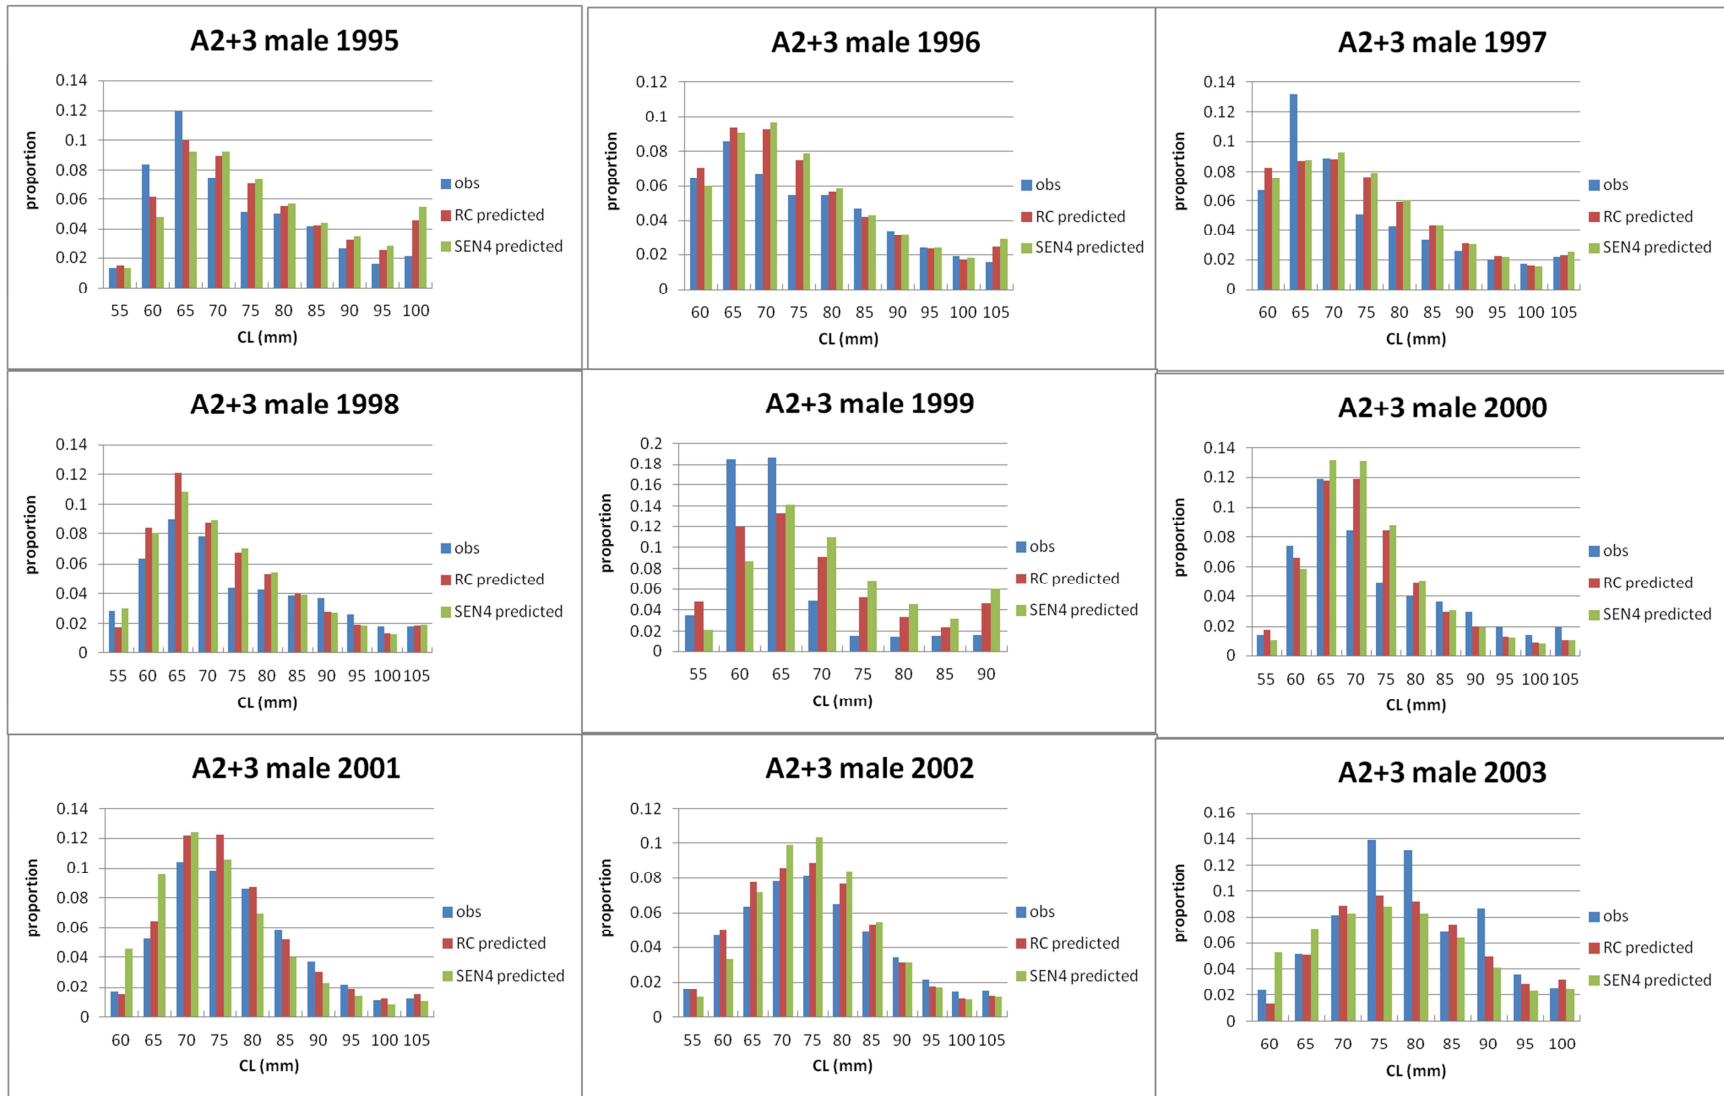 A2+3 male 1995
proportion
0.14
0.12
0.1
0.08
0.06
0.04
0.02
0
55 60 65 70 75 80 85 90 95 100
CL (mm)
obs
RC predicted
SEN4 predicted
A2+3 male 1996
proportion
0.12
0.1
0.08
0.06
0.04
0.02
0
60 65 70 75 80 85 90 95 100 105
CL (mm)
obs
RC predicted
SEN4 predicted
A2+3 male 1997
proportion
0.14
0.12
0.1
0.08
0.06
0.04
0.02
0
60 65 70 75 80 85 90 95 100 105
CL (mm)
obs
RC predicted
SEN4 predicted
A2+3 male 1998
proportion
0.14
0.12
0.1
0.08
0.06
0.04
0.02
0
55 60 65 70 75 80 85 90 95 100 105
CL (mm)
obs
RC predicted
SEN4 predicted
A2+3 male 1999
proportion
0.2
0.18
0.16
0.14
0.12
0.1
0.08
0.06
0.04
0.02
0
55 60 65 70 75 80 85 90
CL (mm)
obs
RC predicted
SEN4 predicted
A2+3 male 2000
proportion
0.14
0.12
0.1
0.08
0.06
0.04
0.02
0
55 60 65 70 75 80 85 90 95 100 105
CL (mm)
obs
RC predicted
SEN4 predicted
A2+3 male 2001
proportion
0.14
0.12
0.1
0.08
0.06
0.04
0.02
0
60 65 70 75 80 85 90 95 100 105
CL (mm)
obs
RC predicted
SEN4 predicted
A2+3 male 2002
proportion
0.12
0.1
0.08
0.06
0.04
0.02
0
55 60 65 70 75 80 85 90 95 100 105
CL (mm)
obs
RC predicted
SEN4 predicted
A2+3 male 2003
proportion
0.16
0.14
0.12
0.1
0.08
0.06
0.04
0.02
0
60 65 70 75 80 85 90 95 100
CL (mm)
obs
RC predicted
SEN4 predicted